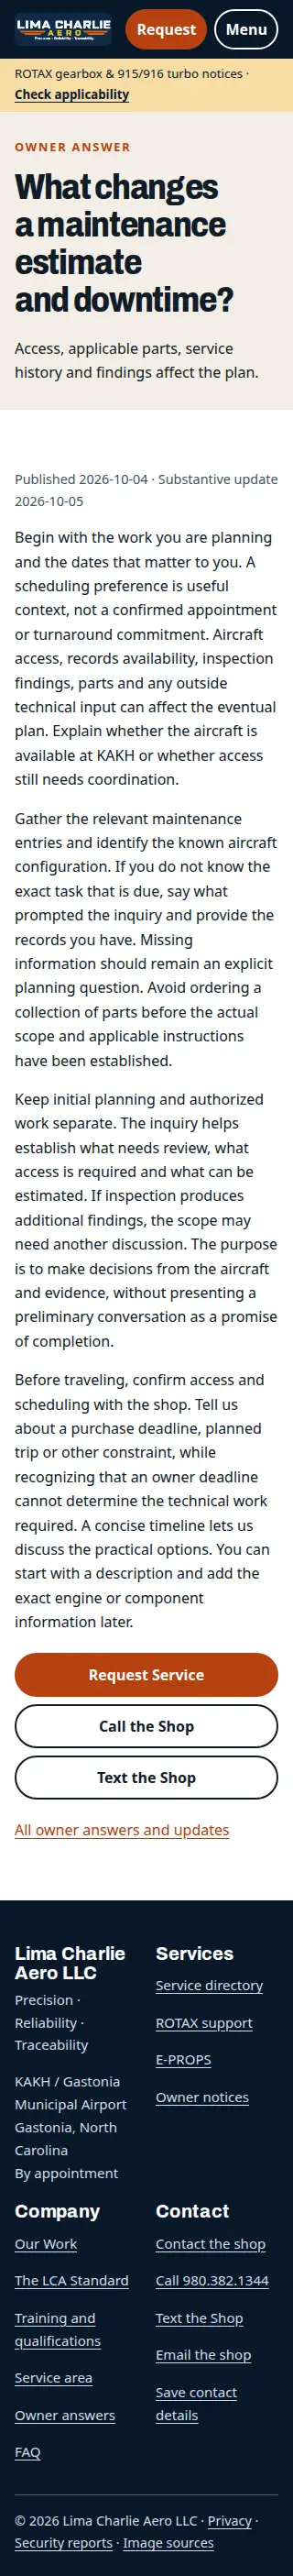 LIMA CHARLIE
AERO
Precision · Reliability · Traceability
Request
Menu
ROTAX gearbox & 915/916 turbo notices ·
Check applicability
OWNER ANSWER
What changes
a maintenance
estimate
and downtime?
Access, applicable parts, service
history and findings affect the plan.
Published 2026-10-04 · Substantive update
2026-10-05
Begin with the work you are planning
and the dates that matter to you. A
scheduling preference is useful
context, not a confirmed appointment
or turnaround commitment. Aircraft
access, records availability, inspection
findings, parts and any outside
technical input can affect the eventual
plan. Explain whether the aircraft is
available at KAKH or whether access
still needs coordination.
Gather the relevant maintenance
entries and identify the known aircraft
configuration. If you do not know the
exact task that is due, say what
prompted the inquiry and provide the
records you have. Missing
information should remain an explicit
planning question. Avoid ordering a
collection of parts before the actual
scope and applicable instructions
have been established.
Keep initial planning and authorized
work separate. The inquiry helps
establish what needs review, what
access is required and what can be
estimated. If inspection produces
additional findings, the scope may
need another discussion. The purpose
is to make decisions from the aircraft
and evidence, without presenting a
preliminary conversation as a promise
of completion.
Before traveling, confirm access and
scheduling with the shop. Tell us
about a purchase deadline, planned
trip or other constraint, while
recognizing that an owner deadline
cannot determine the technical work
required. A concise timeline lets us
discuss the practical options. You can
start with a description and add the
exact engine or component
information later.
Request Service
Call the Shop
Text the Shop
All owner answers and updates
Lima Charlie
Aero LLC
Precision ·
Reliability ·
Traceability
KAKH / Gastonia
Municipal Airport
Gastonia, North
Carolina
By appointment
Services
Service directory
ROTAX support
E-PROPS
Owner notices
Company
Our Work
The LCA Standard
Training and
qualifications
Service area
Owner answers
FAQ
Contact
Contact the shop
Call 980.382.1344
Text the Shop
Email the shop
Save contact
details
© 2026 Lima Charlie Aero LLC · Privacy ·
Security reports · Image sources